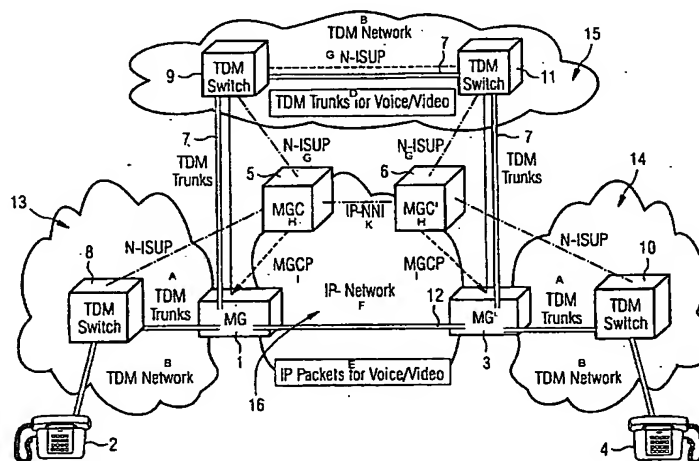 B
TDM Network
G N-ISUP
7
15
9
TDM
Switch
TDM
Switch
11
D
TDM Trunks for Voice/Video
7
TDM
Trunks
N-ISUP
G
N-ISUP
G
7
TDM
Trunks
13
5
6
14
MGC
H
IP-NNI
K
MGC'
H
N-ISUP
N-ISUP
8
10
MGCP
I
MGCP
I
A
TDM
Trunks
TDM
Switch
IP-Network
F
12
A
TDM
Trunks
TDM
Switch
MG
1
MG'
3
B
TDM Network
16
E
IP Packets for Voice/Video
B
TDM Network
2
4